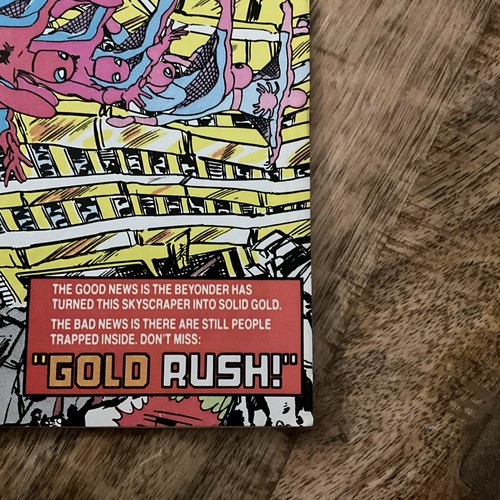 THE GOOD NEWS IS THE BEYONDER HAS
TURNED THIS SKYSCRAPER INTO SOLID GOLD.
THE BAD NEWS IS THERE ARE STILL PEOPLE
TRAPPED INSIDE. DON'T MISS:
"GOLD RUSH!"